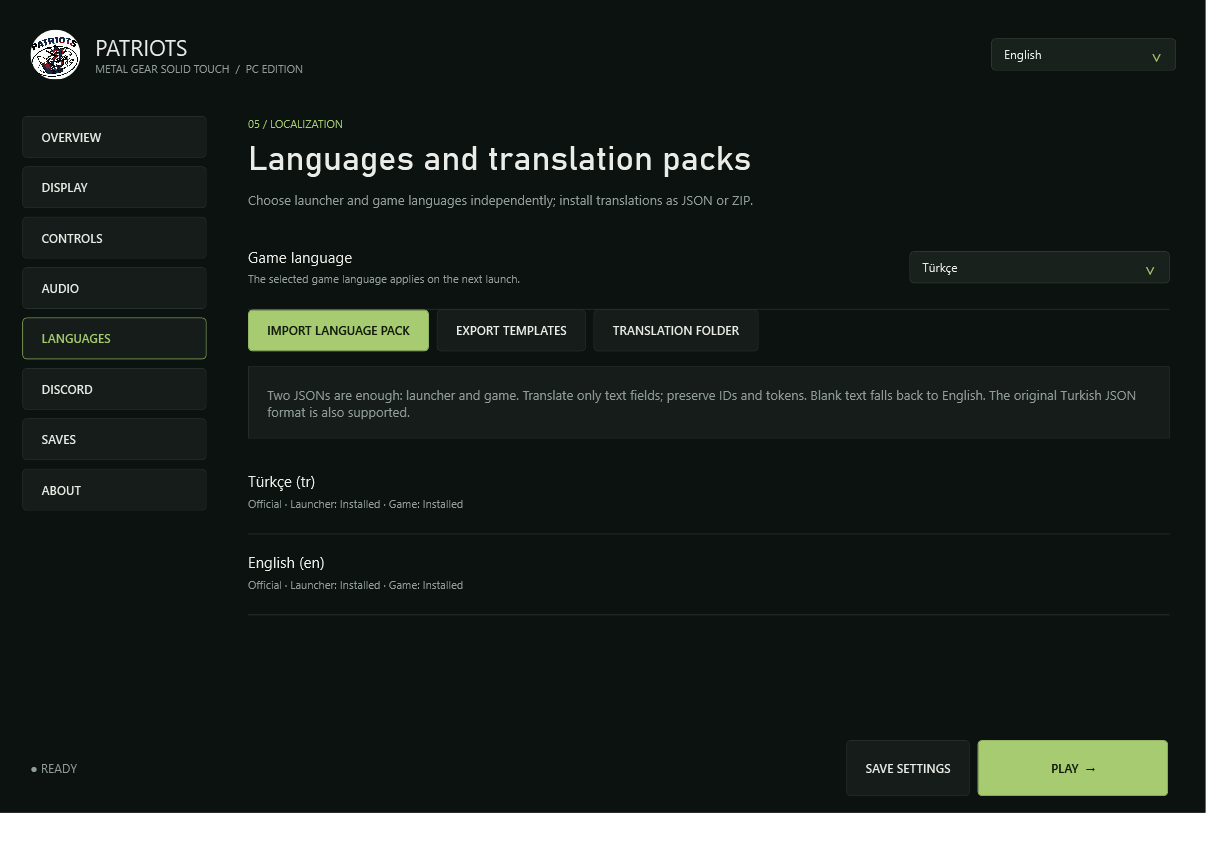 PATRIOTS
PATRIOTS
METAL GEAR SOLID TOUCH / PC EDITION
English
OVERVIEW
DISPLAY
CONTROLS
AUDIO
LANGUAGES
DISCORD
SAVES
ABOUT
05 / LOCALIZATION
Languages and translation packs
Choose launcher and game languages independently; install translations as JSON or ZIP.
Game language
The selected game language applies on the next launch.
Türkçe
IMPORT LANGUAGE PACK
EXPORT TEMPLATES
TRANSLATION FOLDER
Two JSONs are enough: launcher and game. Translate only text fields; preserve IDs and tokens. Blank text falls back to English. The original Turkish JSON
format is also supported.
Türkçe (tr)
Official · Launcher: Installed · Game: Installed
English (en)
Official · Launcher: Installed · Game: Installed
● READY
SAVE SETTINGS
PLAY →